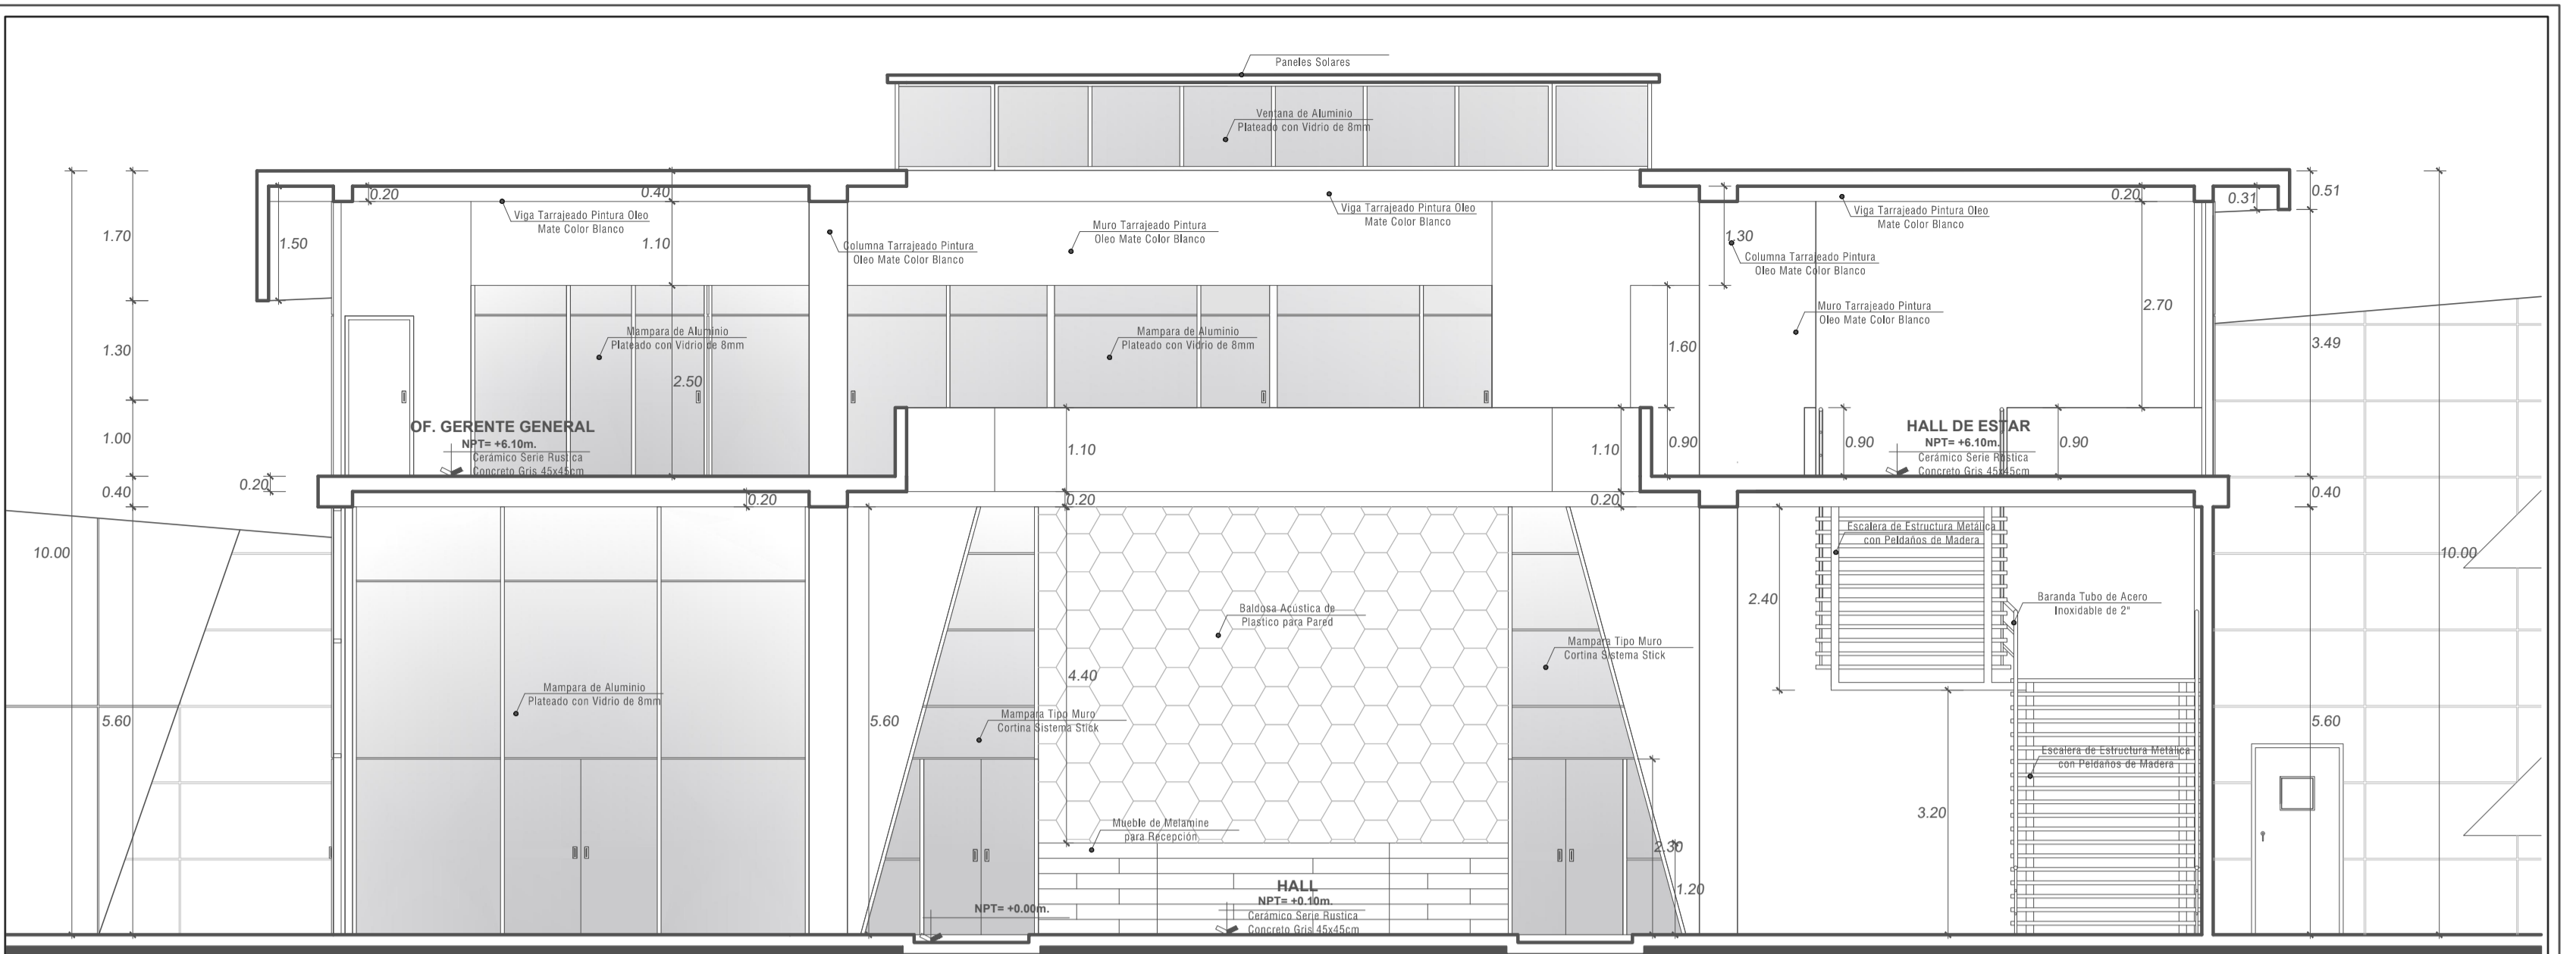 Paneles Solares
Ventana de Aluminio
Plateado con Vidrio de 8mm
0.20
0.40
Viga Tarrajeado Pintura Oleo
Mate Color Blanco
Viga Tarrajeado Pintura Oleo
Mate Color Blanco
Viga Tarrajeado Pintura Oleo
Mate Color Blanco
0.20
0.31
0.51
1.70
1.50
1.10
Columna Tarrajeado Pintura
Oleo Mate Color Blanco
Muro Tarrajeado Pintura
Oleo Mate Color Blanco
1.30
Columna Tarrajeado Pintura
Oleo Mate Color Blanco
Muro Tarrajeado Pintura
Oleo Mate Color Blanco
2.70
1.30
Mampara de Aluminio
Plateado con Vidrio de 8mm
2.50
Mampara de Aluminio
Plateado con Vidrio de 8mm
1.60
3.49
1.00
OF. GERENTE GENERAL
NPT= +6.10m.
Cerámico Serie Rustica
Concreto Gris 45x45cm
1.10
1.10
0.90
0.90
HALL DE ESTAR
NPT= +6.10m.
Cerámico Serie Rústica
Concreto Gris 45x45cm
0.90
0.40
0.20
0.20
0.20
0.20
0.40
10.00
Escalera de Estructura Metálica
con Peldaños de Madera
10.00
2.40
Baldosa Acústica de
Plastico para Pared
Baranda Tubo de Acero
Inoxidable de 2"
Mampara Tipo Muro
Cortina Sistema Stick
4.40
Mampara de Aluminio
Plateado con Vidrio de 8mm
5.60
5.60
Mampara Tipo Muro
Cortina Sistema Stick
5.60
Escalera de Estructura Metálica
con Peldaños de Madera
3.20
Mueble de Melamine
para Recepción
2.30
1.20
HALL
NPT= +0.10m.
Cerámico Serie Rustica
Concreto Gris 45x45cm
NPT= +0.00m.